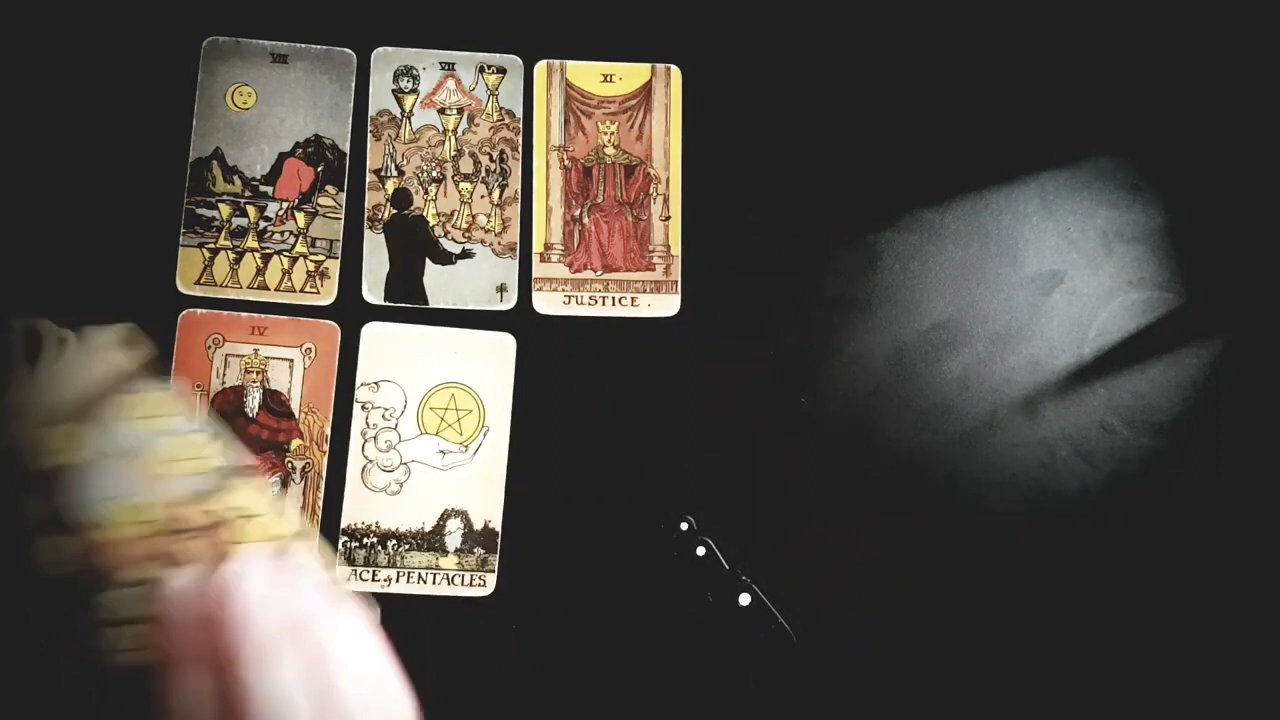 VIII
VII
XI.
JUSTICE.
IV
ACE of PENTACLES